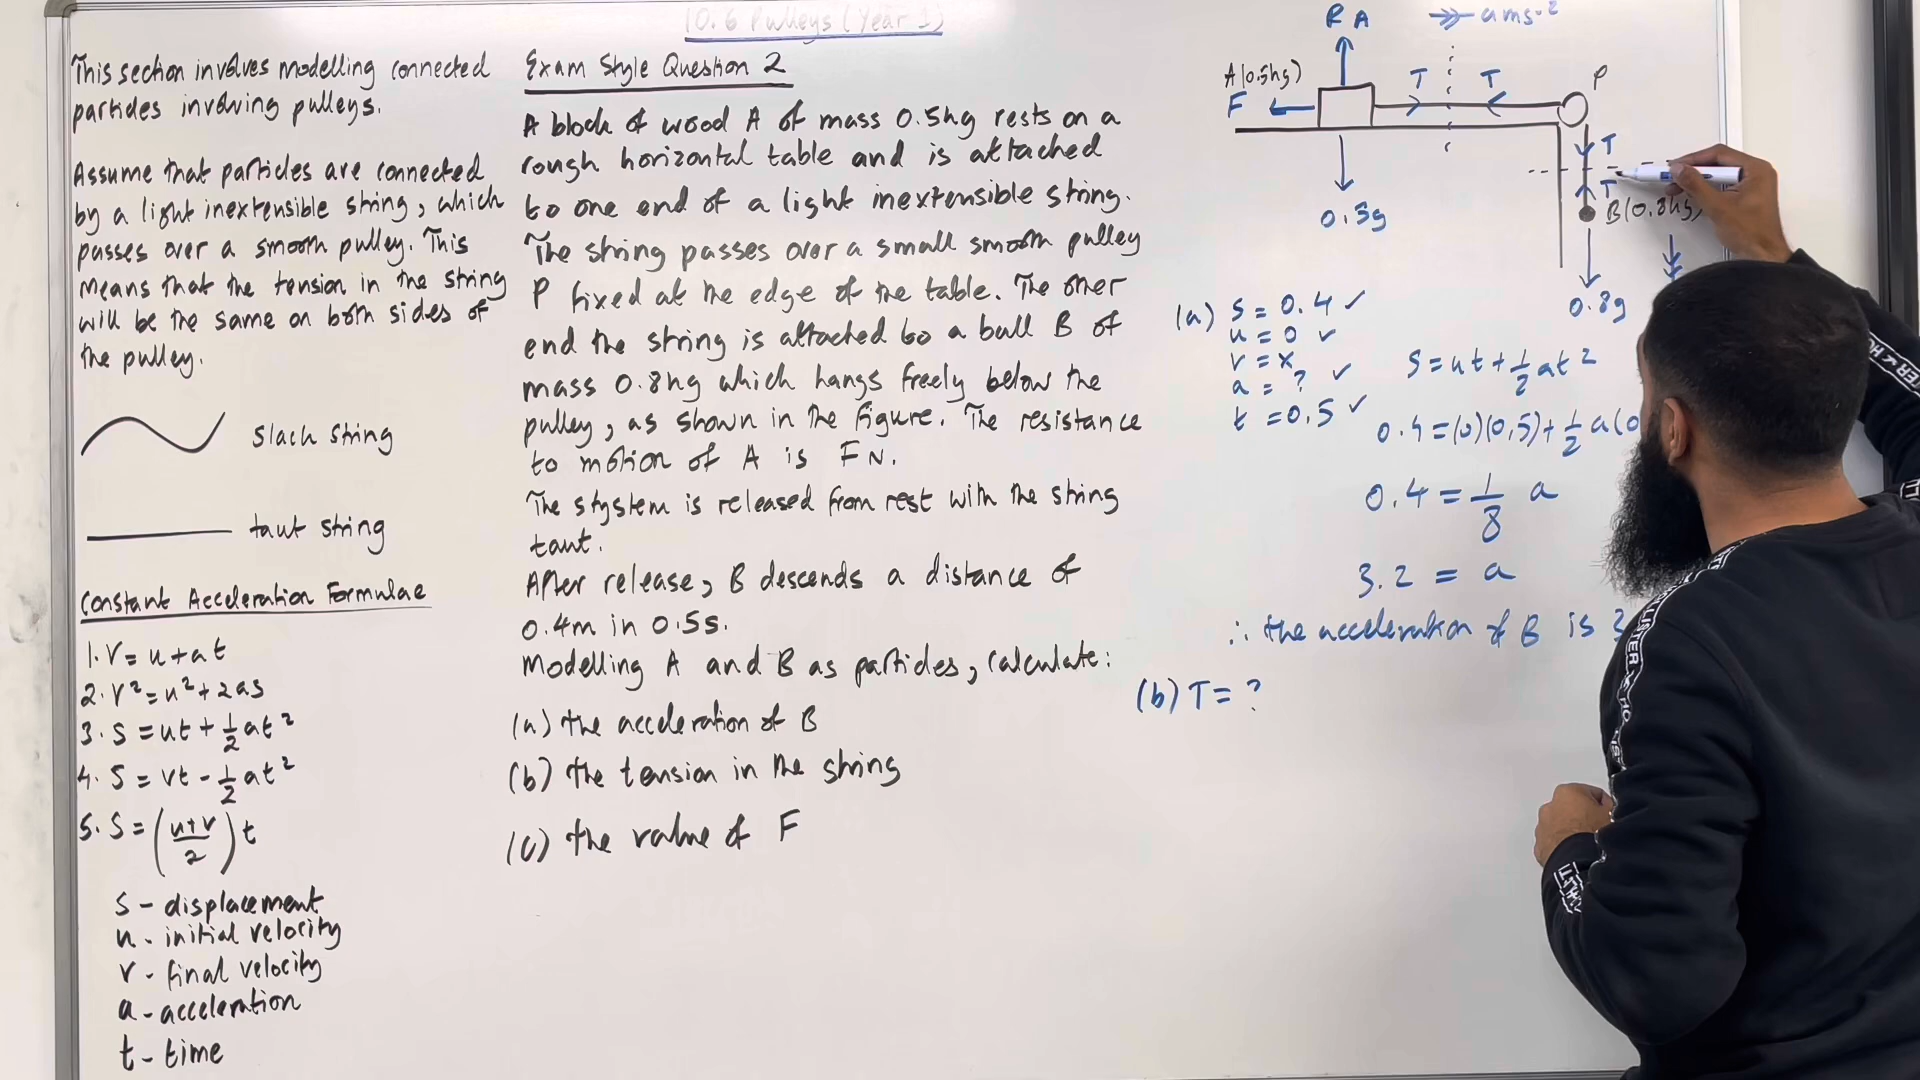 10.6 Pulleys (Year 1)
This section involves modelling connected
particles involving pulleys.
Assume that particles are connected
by a light inextensible string, which
passes over a smooth pulley. This
means that the tension in the string
will be the same on both sides of
the pulley.
slack string
taut string
Constant Acceleration Formulae
1. v = u + at
2. v² = u² + 2as
3. s = ut + ½at²
4. s = vt - ½at²
5. s = (u+v/2)t
s - displacement
u - initial velocity
v - final velocity
a - acceleration
t - time
Exam Style Question 2
A block of wood A of mass 0.5kg rests on a
rough horizontal table and is attached
to one end of a light inextensible string.
The string passes over a small smooth pulley
P fixed at the edge of the table. The other
end the string is attached to a ball B of
mass 0.8kg which hangs freely below the
pulley, as shown in the figure. The resistance
to motion of A is F N.
The stystem is released from rest with the string
taut.
After release, B descends a distance of
0.4m in 0.5s.
Modelling A and B as particles, calculate:
(a) the acceleration of B
(b) the tension in the string
(c) the value of F
RA
a ms⁻²
A(0.5kg)
F
T
T
P
T
T
B(0.8kg)
0.5g
0.8g
(a) s = 0.4 ✓
u = 0 ✓
v = x
a = ? ✓
t = 0.5 ✓
s = ut + ½at²
0.4 = (0)(0.5) + ½a(0
0.4 = 1/8 a
3.2 = a
∴ the acceleration of B is 3
(b) T = ?